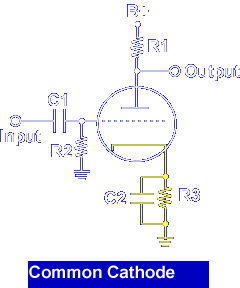 B+
R1
Output
C1
Input
R2
C2
R3
Common Cathode